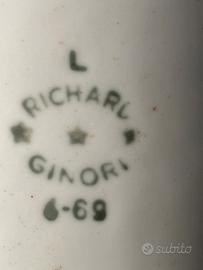 L
RICHARD
GINORI
6-69
subito